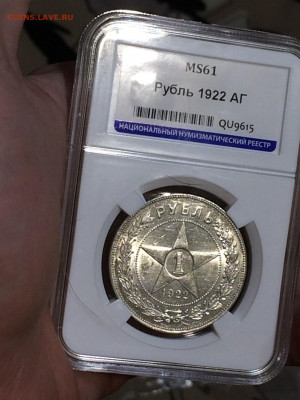 COINS.LAVE.RU
MS61
Рубль 1922 АГ
QU9615
НАЦИОНАЛЬНЫЙ НУМИЗМАТИЧЕСКИЙ РЕЕСТР
РУБЛЬ
1
1922